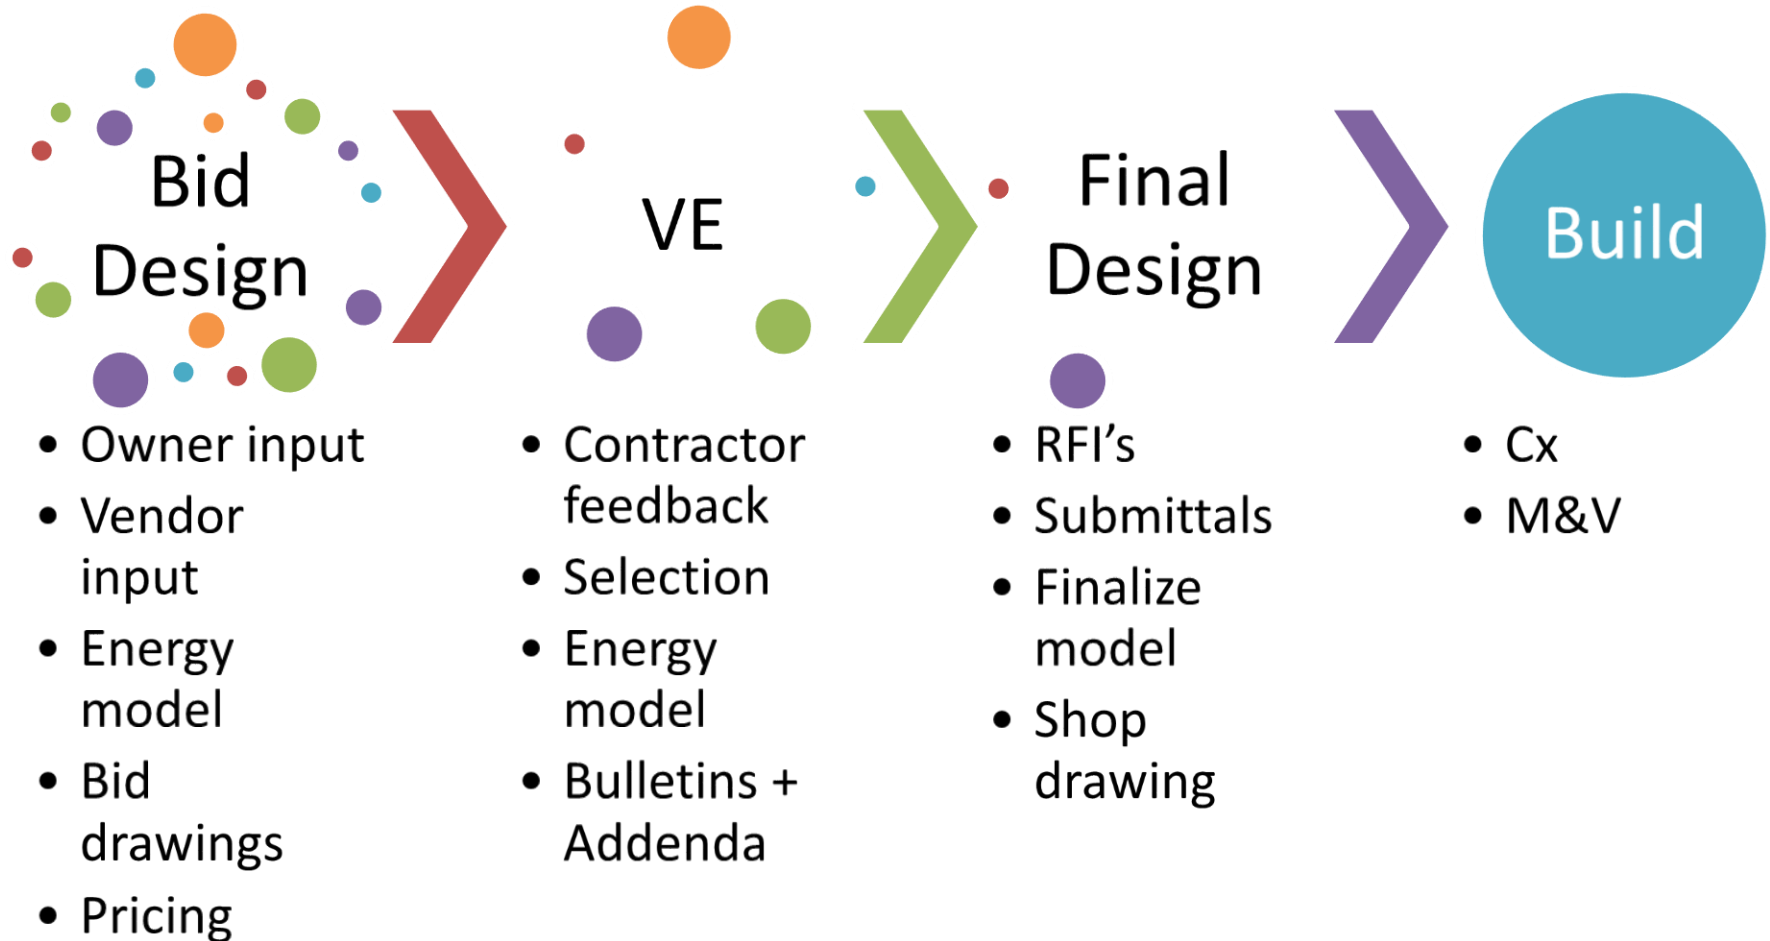 Bid
Design
VE
Final
Design
Build
• Owner input
• Vendor
input
• Energy
model
• Bid
drawings
• Pricing
• Contractor
feedback
• Selection
• Energy
model
• Bulletins +
Addenda
• RFI’s
• Submittals
• Finalize
model
• Shop
drawing
• Cx
• M&V